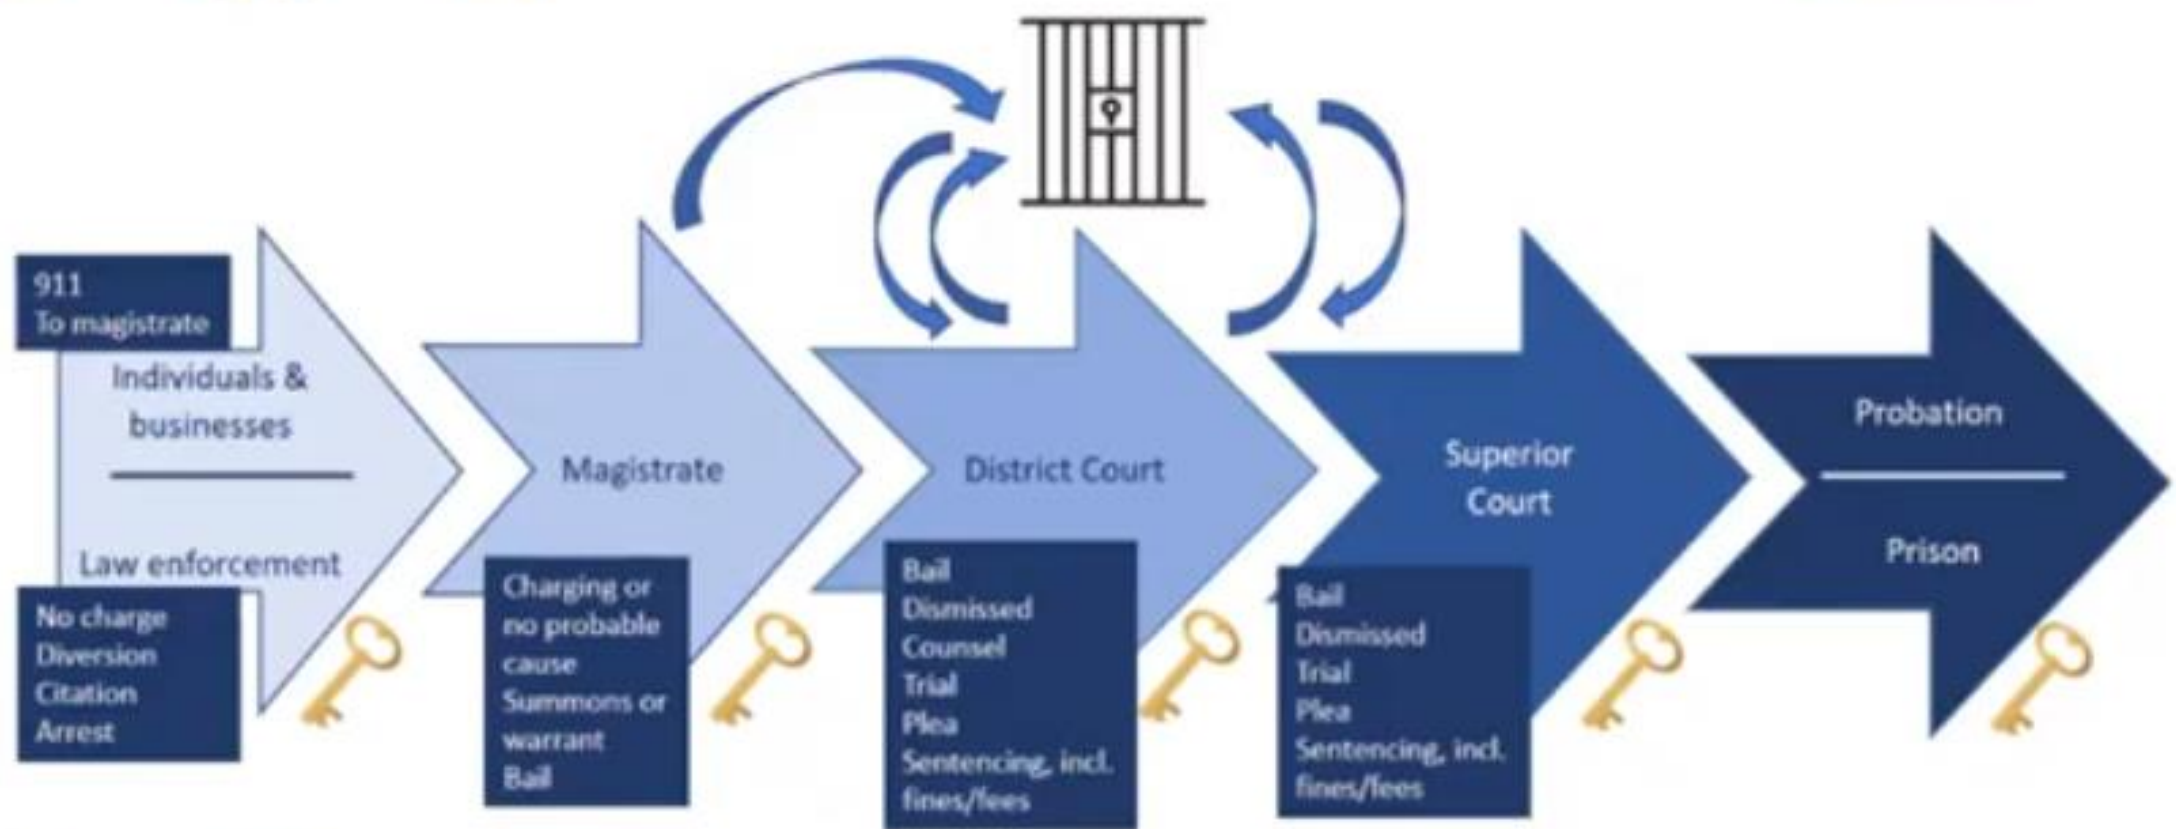 911
To magistrate
Individuals &
businesses
Law enforcement
No charge
Diversion
Citation
Arrest
Magistrate
Charging or
no probable
cause
Summons or
warrant
Bail
District Court
Bail
Dismissed
Counsel
Trial
Plea
Sentencing, incl.
fines/fees
Superior
Court
Bail
Dismissed
Trial
Plea
Sentencing, incl.
fines/fees
Probation
Prison